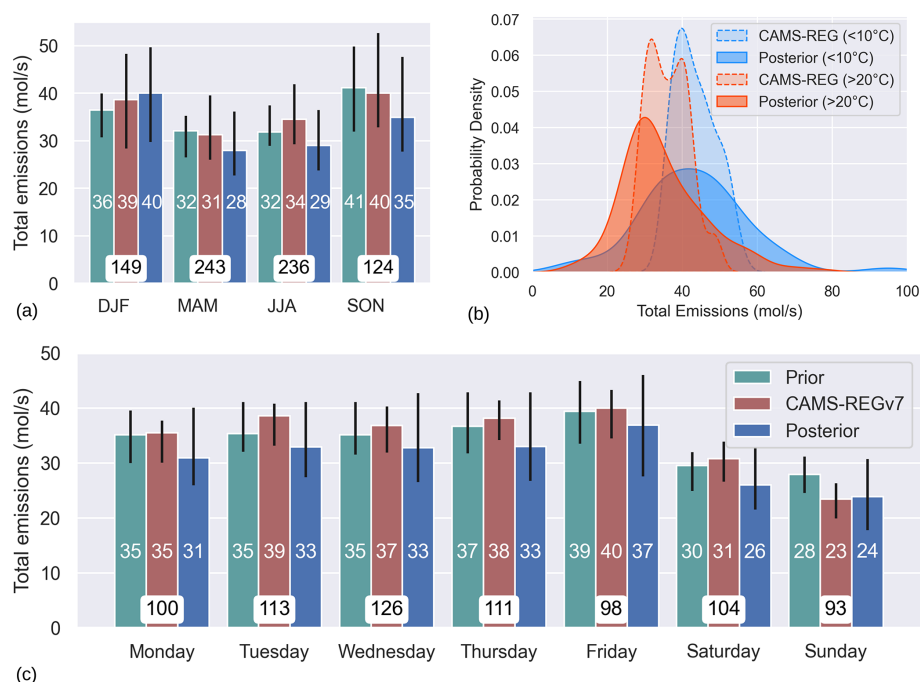 Total emissions (mol/s)
50
40
30
20
10
0
36 39 40
32 31 28
32 34 29
41 40 35
149 243 236 124
DJF MAM JJA SON
(a)
Probability Density
0.07
0.06
0.05
0.04
0.03
0.02
0.01
0.00
CAMS-REG (<10°C)
Posterior (<10°C)
CAMS-REG (>20°C)
Posterior (>20°C)
0 20 40 60 80 100
Total Emissions (mol/s)
(b)
Total emissions (mol/s)
50
40
30
20
10
0
Prior
CAMS-REGv7
Posterior
35 35 31
35 39 33
35 37 33
37 38 33
39 40 37
30 31 26
28 23 24
100 113 126 111 98 104 93
Monday Tuesday Wednesday Thursday Friday Saturday Sunday
(c)